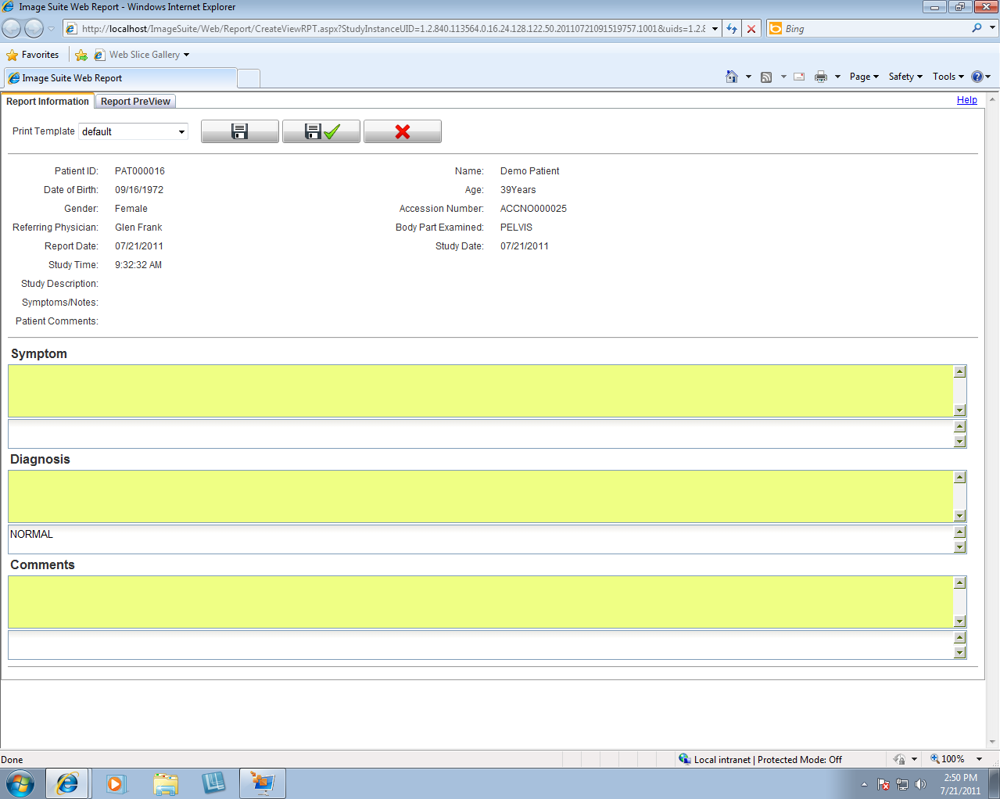 Image Suite Web Report - Windows Internet Explorer
http://localhost/ImageSuite/Web/Report/CreateViewRPT.aspx?StudyInstanceUID=1.2.840.113564.0.16.24.128.122.50.20110721091519757.1001&uids=1.2.8
Bing
Favorites Web Slice Gallery
Image Suite Web Report
Page Safety Tools
Report Information Report PreView Help
Print Template default
Patient ID: PAT000016 Name: Demo Patient
Date of Birth: 09/16/1972 Age: 39Years
Gender: Female Accession Number: ACCNO000025
Referring Physician: Glen Frank Body Part Examined: PELVIS
Report Date: 07/21/2011 Study Date: 07/21/2011
Study Time: 9:32:32 AM
Study Description:
Symptoms/Notes:
Patient Comments:
Symptom
Diagnosis
NORMAL
Comments
Done Local intranet | Protected Mode: Off 100%
2:50 PM
7/21/2011